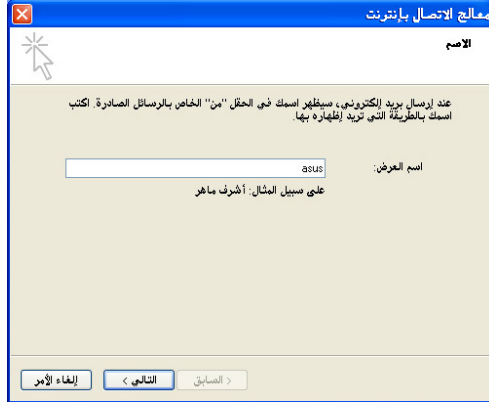 معالج الاتصال بإنترنت
الاسم
عند إرسال بريد إلكتروني، سيظهر اسمك في الحقل "من" الخاص بالرسائل الصادرة. اكتب
اسمك بالطريقة التي تريد إظهاره بها.
اسم العرض: asus
على سبيل المثال: أشرف ماهر
< السابق التالي > إلغاء الأمر